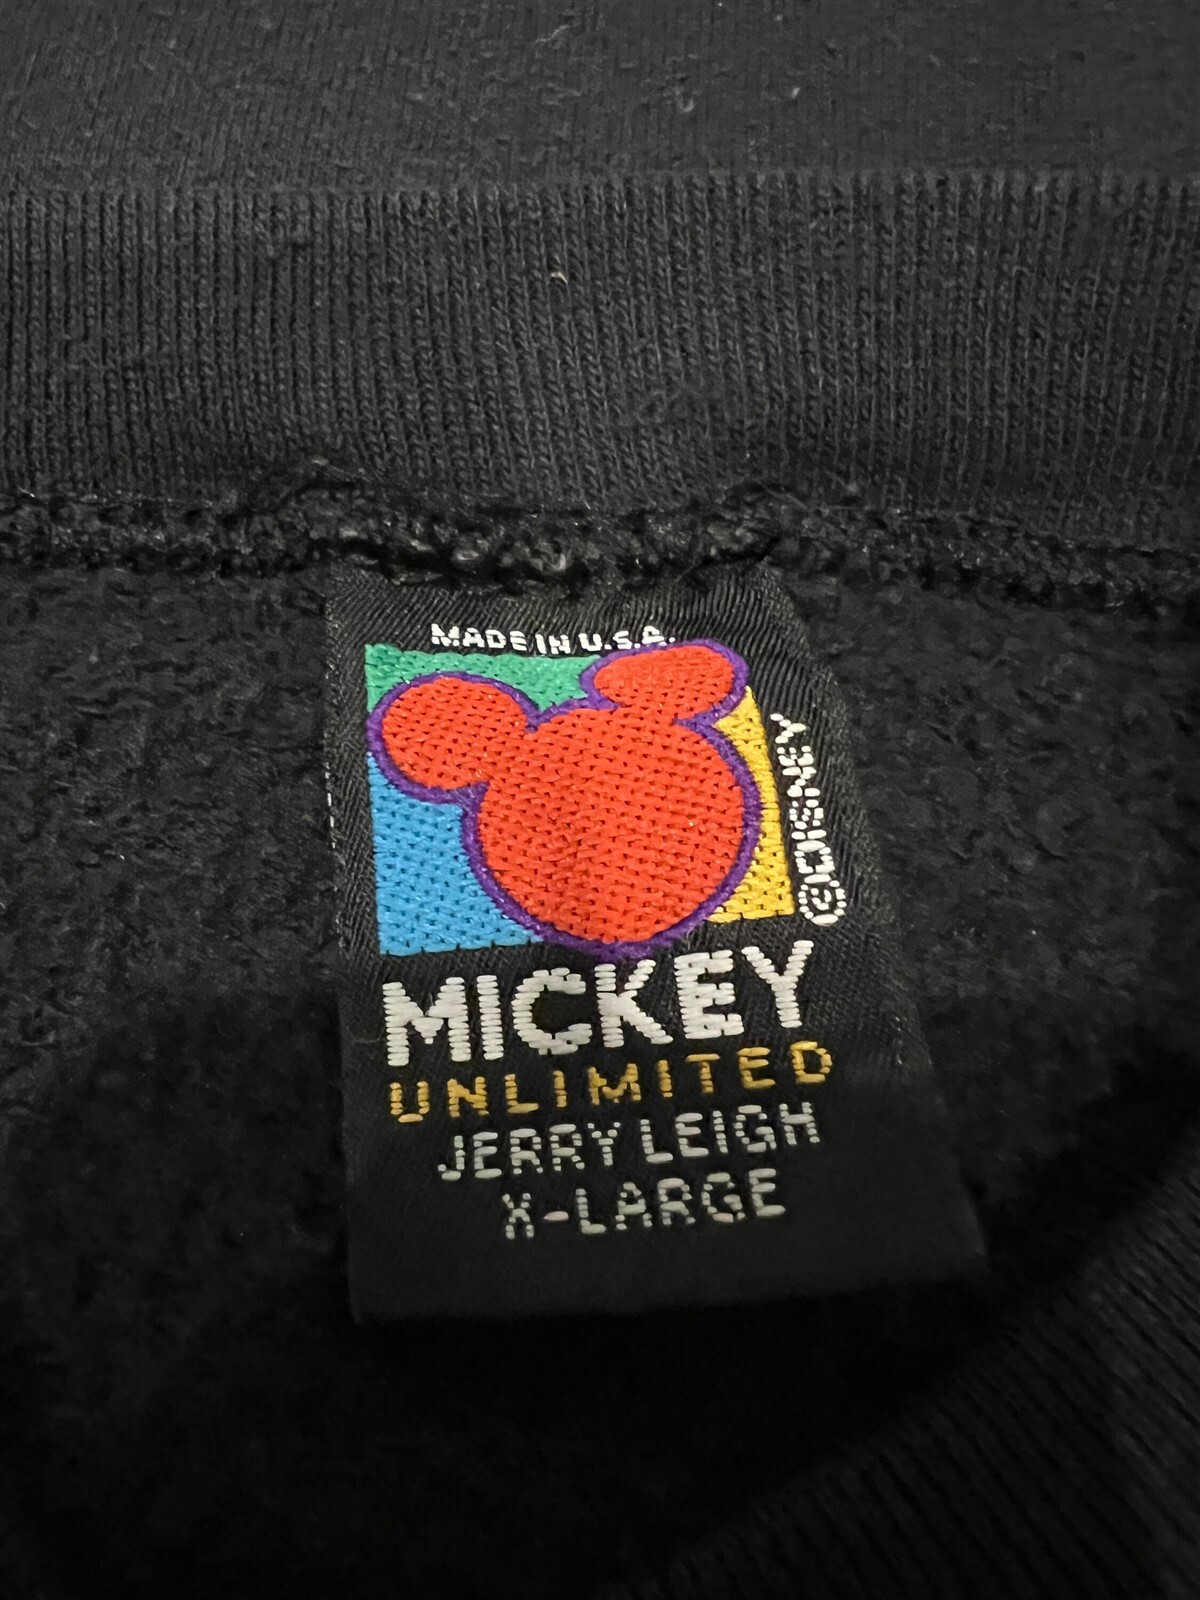 MADE IN U.S.A.
©DISNEY
MICKEY
UNLIMITED
JERRY LEIGH
X-LARGE